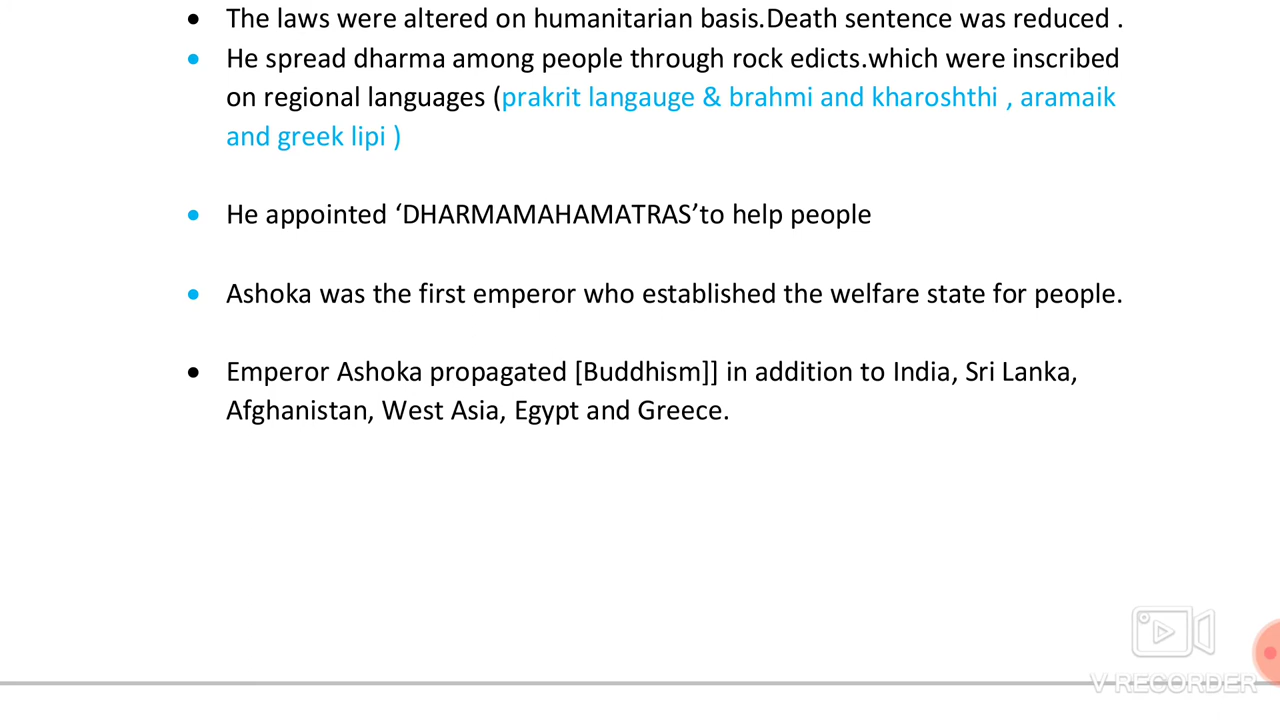 • The laws were altered on humanitarian basis.Death sentence was reduced .
• He spread dharma among people through rock edicts.which were inscribed
on regional languages (prakrit langauge & brahmi and kharoshthi , aramaik
and greek lipi )
• He appointed ‘DHARMAMAHAMATRAS’to help people
• Ashoka was the first emperor who established the welfare state for people.
• Emperor Ashoka propagated [Buddhism]] in addition to India, Sri Lanka,
Afghanistan, West Asia, Egypt and Greece.
V-RECORDER